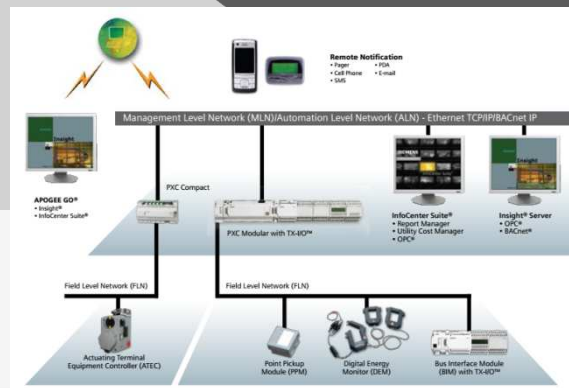 Remote Notification
• Pager • PDA
• Cell Phone • E-mail
• SMS
Management Level Network (MLN)/Automation Level Network (ALN) - Ethernet TCP/IP/BACnet IP
Insight
SIEMENS
Insight
APOGEE GO®
• Insight®
• InfoCenter Suite®
PXC Compact
PXC Modular with TX-I/O™
InfoCenter Suite®
• Report Manager
• Utility Cost Manager
• OPC®
Insight® Server
• OPC®
• BACnet®
Field Level Network (FLN)
Field Level Network (FLN)
Actuating Terminal
Equipment Controller (ATEC)
Point Pickup
Module (PPM)
Digital Energy
Monitor (DEM)
Bus Interface Module
(BIM) with TX-I/O™